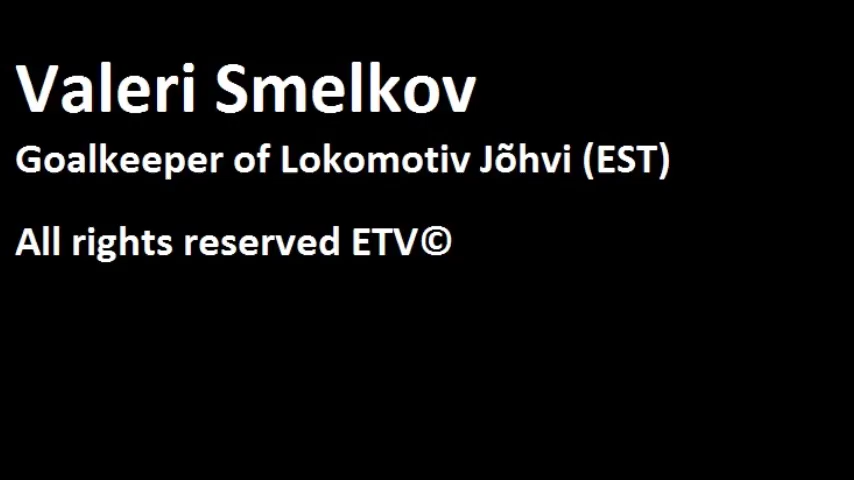 Valeri Smelkov
Goalkeeper of Lokomotiv Jõhvi (EST)
All rights reserved ETV©